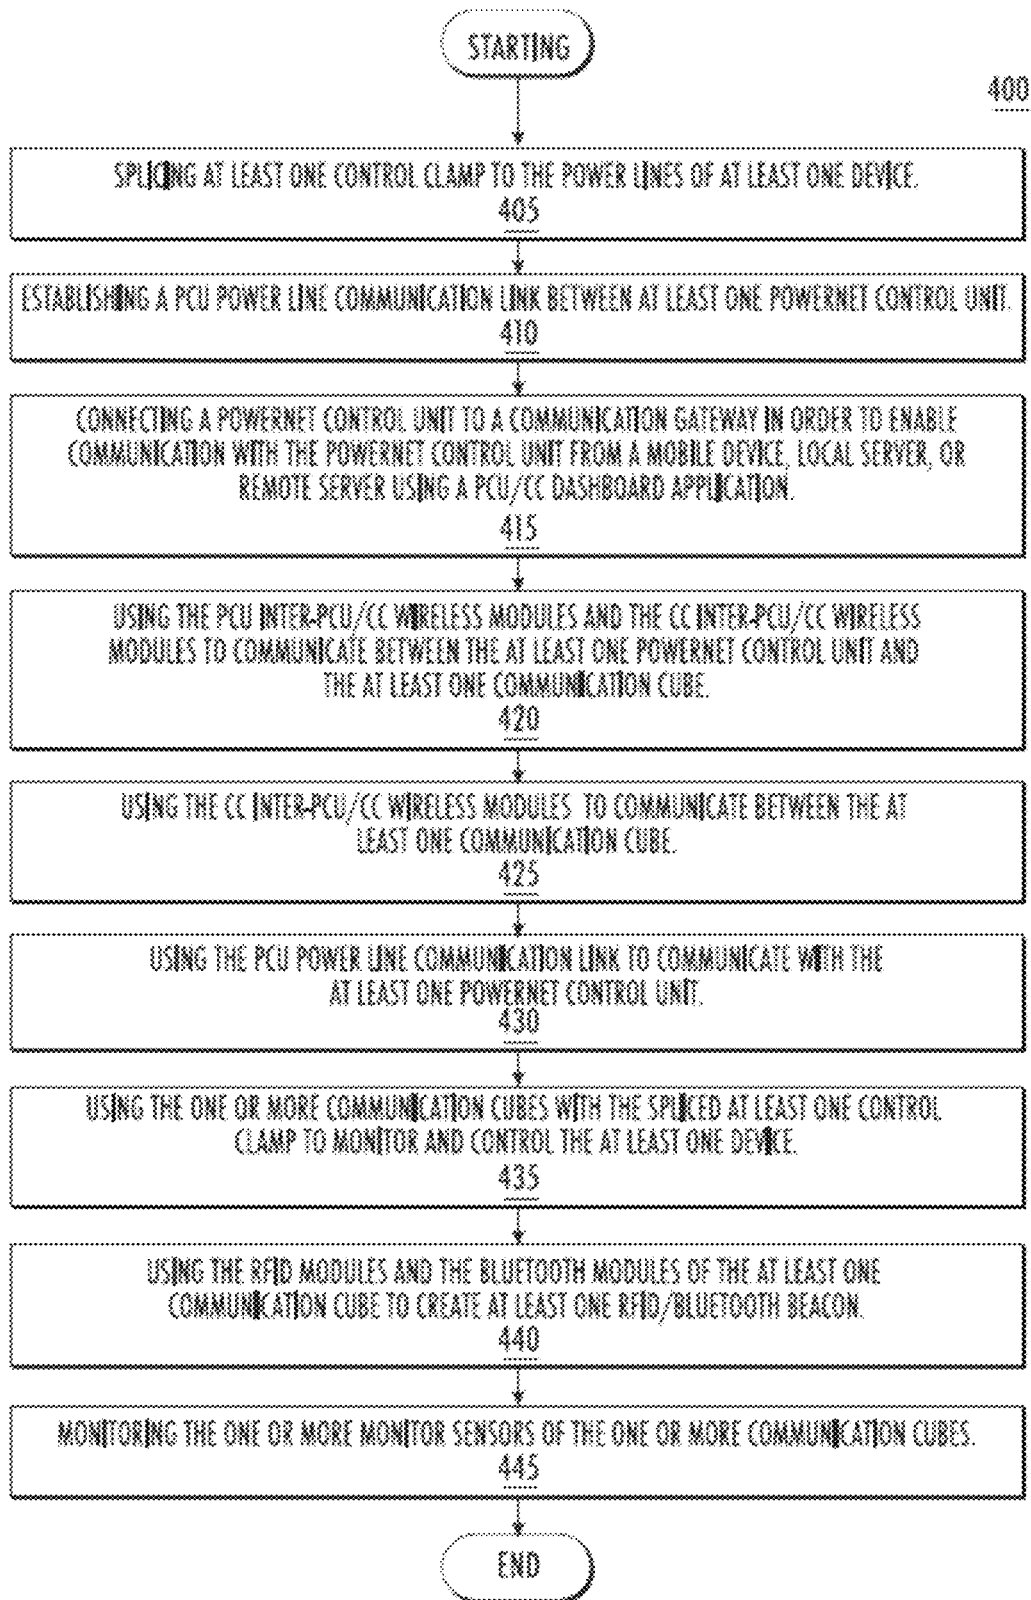 STARTING
400
SPLICING AT LEAST ONE CONTROL CLAMP TO THE POWER LINES OF AT LEAST ONE DEVICE.
405
ESTABLISHING A PCU POWER LINE COMMUNICATION LINK BETWEEN AT LEAST ONE POWERNET CONTROL UNIT.
410
CONNECTING A POWERNET CONTROL UNIT TO A COMMUNICATION GATEWAY IN ORDER TO ENABLE
COMMUNICATION WITH THE POWERNET CONTROL UNIT FROM A MOBILE DEVICE, LOCAL SERVER, OR
REMOTE SERVER USING A PCU/CC DASHBOARD APPLICATION.
415
USING THE PCU INTER-PCU/CC WIRELESS MODULES AND THE CC INTER-PCU/CC WIRELESS
MODULES TO COMMUNICATE BETWEEN THE AT LEAST ONE POWERNET CONTROL UNIT AND
THE AT LEAST ONE COMMUNICATION CUBE.
420
USING THE CC INTER-PCU/CC WIRELESS MODULES TO COMMUNICATE BETWEEN THE AT
LEAST ONE COMMUNICATION CUBE.
425
USING THE PCU POWER LINE COMMUNICATION LINK TO COMMUNICATE WITH THE
AT LEAST ONE POWERNET CONTROL UNIT.
430
USING THE ONE OR MORE COMMUNICATION CUBES WITH THE SPLICED AT LEAST ONE CONTROL
CLAMP TO MONITOR AND CONTROL THE AT LEAST ONE DEVICE.
435
USING THE RFID MODULES AND THE BLUETOOTH MODULES OF THE AT LEAST ONE
COMMUNICATION CUBE TO CREATE AT LEAST ONE RFID/BLUETOOTH BEACON.
440
MONITORING THE ONE OR MORE MONITOR SENSORS OF THE ONE OR MORE COMMUNICATION CUBES.
445
END